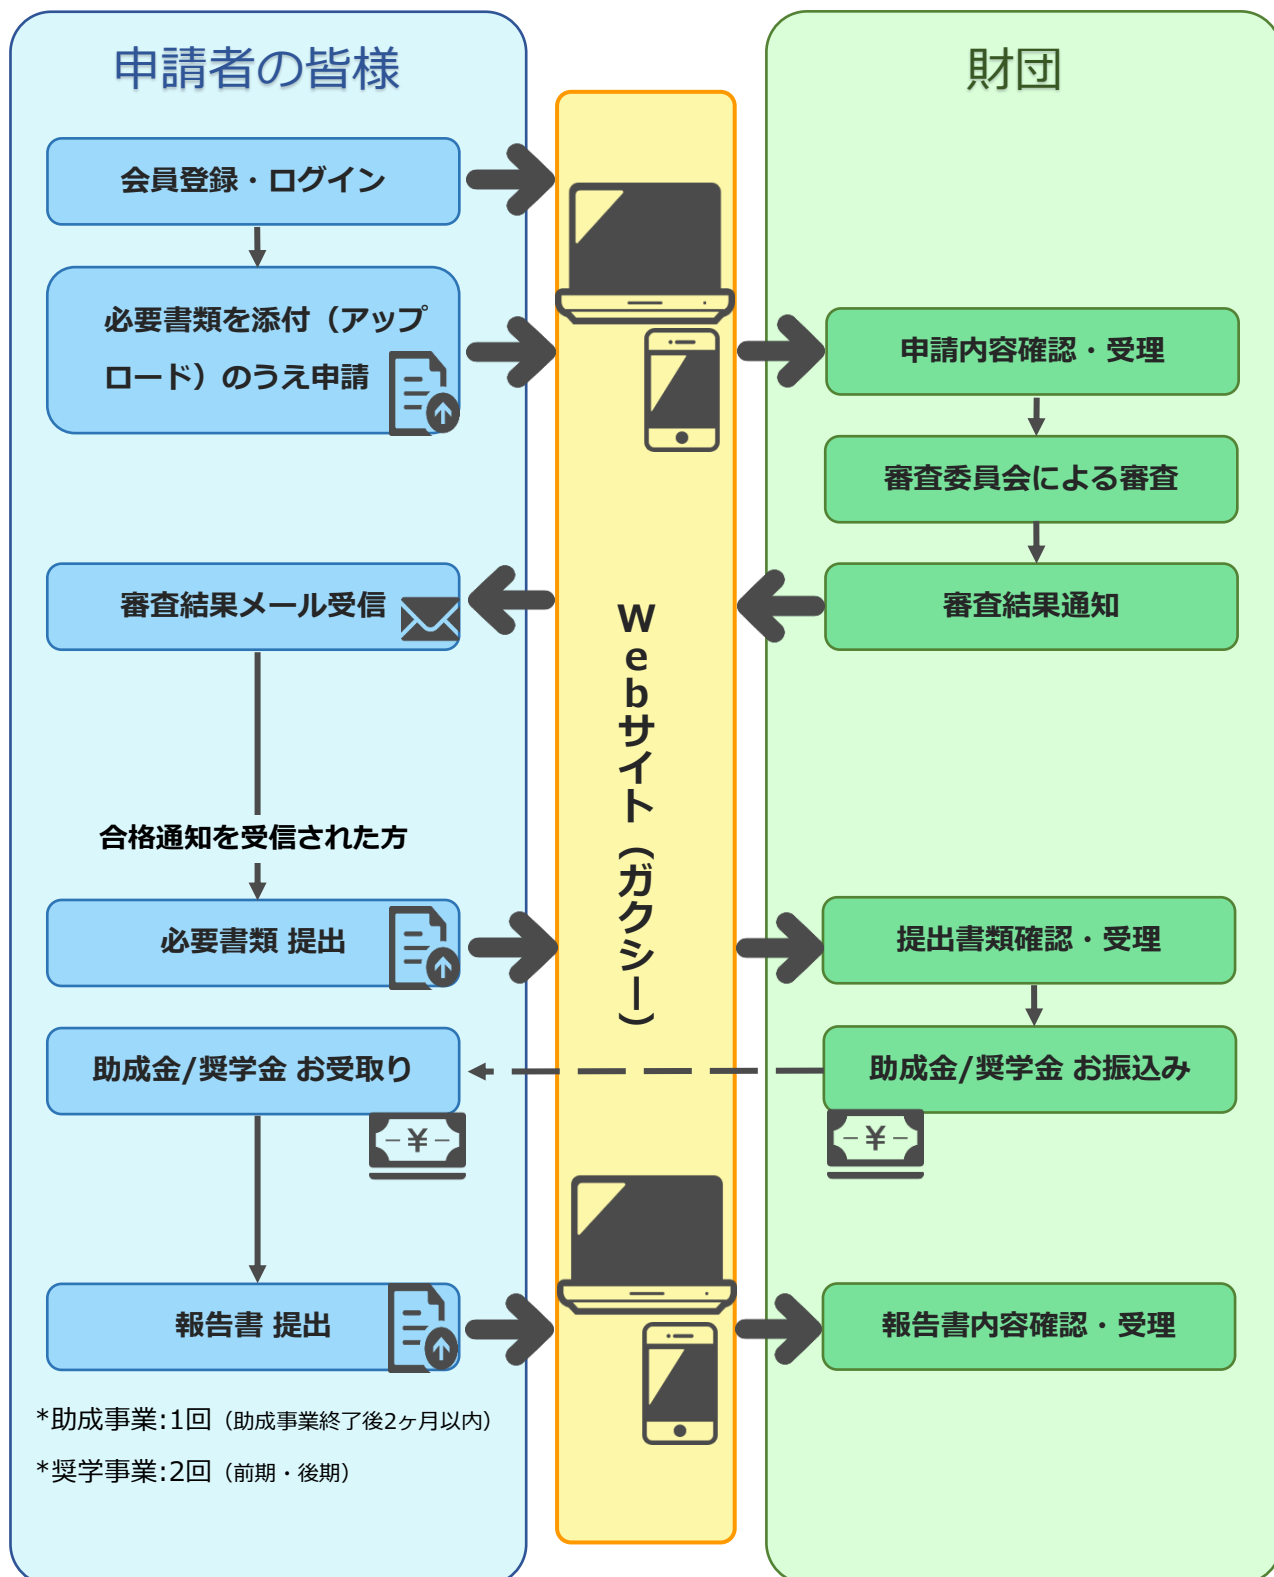 申請者の皆様
財団
会員登録・ログイン
必要書類を添付（アップ
ロード）のうえ申請
申請内容確認・受理
審査委員会による審査
審査結果メール受信
審査結果通知
Webサイト（ガクシー）
合格通知を受信された方
必要書類 提出
提出書類確認・受理
助成金/奨学金 お受取り
助成金/奨学金 お振込み
¥
¥
報告書 提出
報告書内容確認・受理
*助成事業:1回（助成事業終了後2ヶ月以内）
*奨学事業:2回（前期・後期）